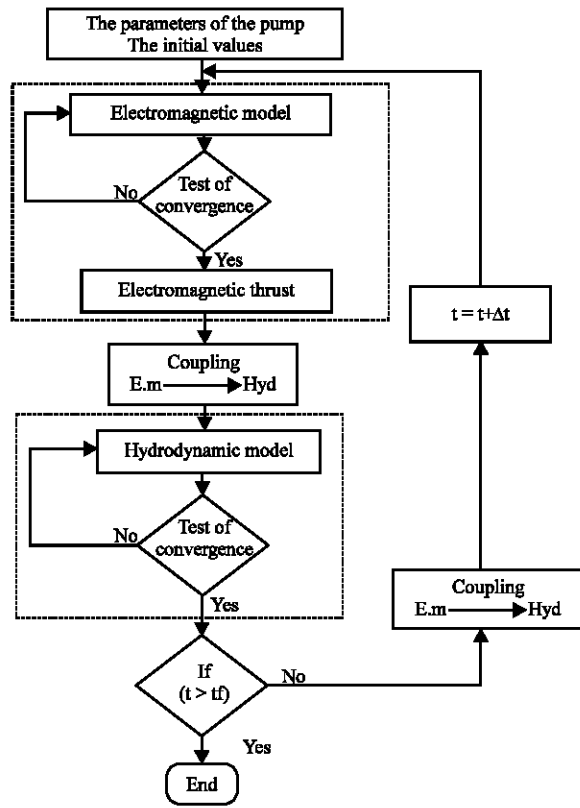 The parameters of the pump
The initial values
Electromagnetic model
Test of
convergence
No
Yes
Electromagnetic thrust
t = t+Δt
Coupling
E.m Hyd
Hydrodynamic model
Test of
convergence
No
Yes
Coupling
E.m Hyd
If
(t > tf)
No
Yes
End